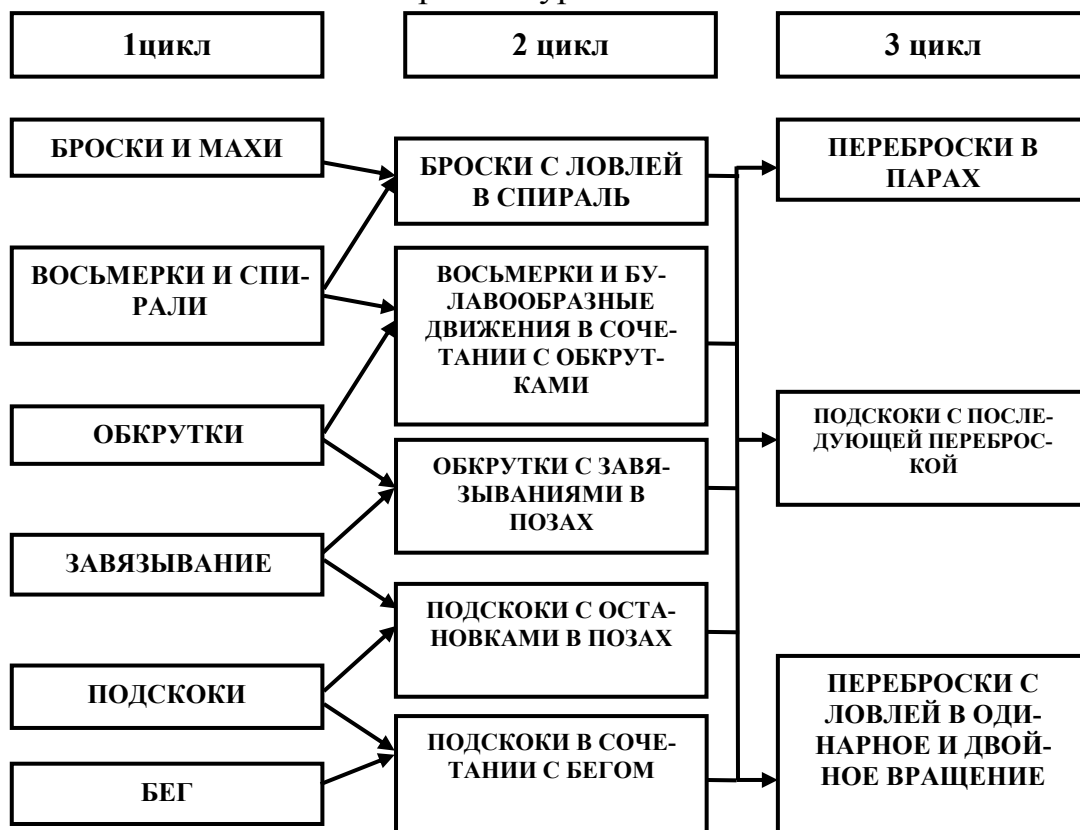 1цикл
2 цикл
3 цикл
БРОСКИ И МАХИ
ВОСЬМЕРКИ И СПИ-
РАЛИ
ОБКРУТКИ
ЗАВЯЗЫВАНИЕ
ПОДСКОКИ
БЕГ
БРОСКИ С ЛОВЛЕЙ
В СПИРАЛЬ
ВОСЬМЕРКИ И БУ-
ЛАВООБРАЗНЫЕ
ДВИЖЕНИЯ В СОЧЕ-
ТАНИИ С ОБКРУТ-
КАМИ
ОБКРУТКИ С ЗАВЯ-
ЗЫВАНИЯМИ В
ПОЗАХ
ПОДСКОКИ С ОСТА-
НОВКАМИ В ПОЗАХ
ПОДСКОКИ В СОЧЕ-
ТАНИИ С БЕГОМ
ПЕРЕБРОСКИ В
ПАРАХ
ПОДСКОКИ С ПОСЛЕ-
ДУЮЩЕЙ ПЕРЕБРОС-
КОЙ
ПЕРЕБРОСКИ С
ЛОВЛЕЙ В ОДИ-
НАРНОЕ И ДВОЙ-
НОЕ ВРАЩЕНИЕ